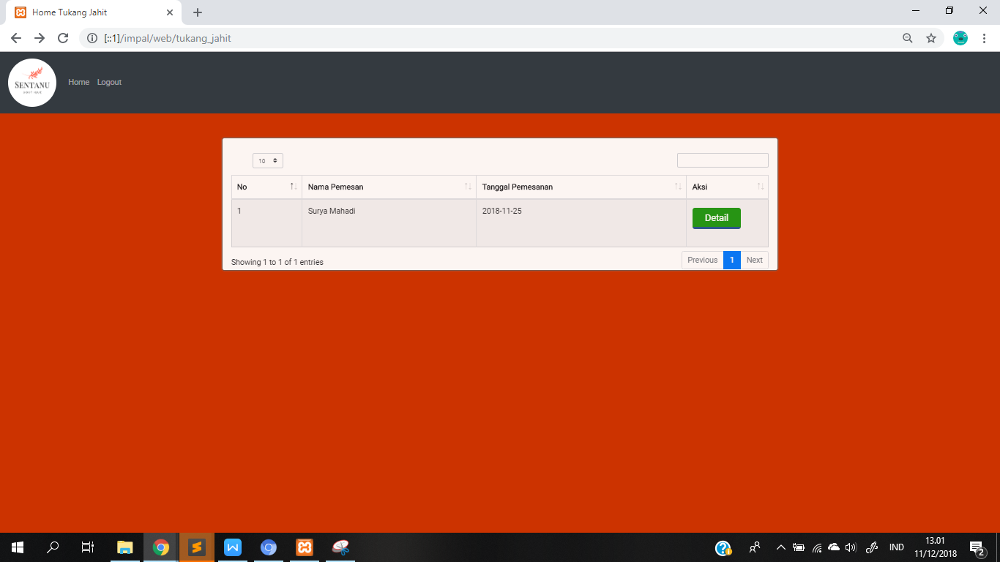 Home Tukang Jahit
[::1]/impal/web/tukang_jahit
SENTANU
Home Logout
10
No Nama Pemesan Tanggal Pemesanan Aksi
1 Surya Mahadi 2018-11-25 Detail
Showing 1 to 1 of 1 entries
Previous 1 Next
IND
13.01
11/12/2018
2